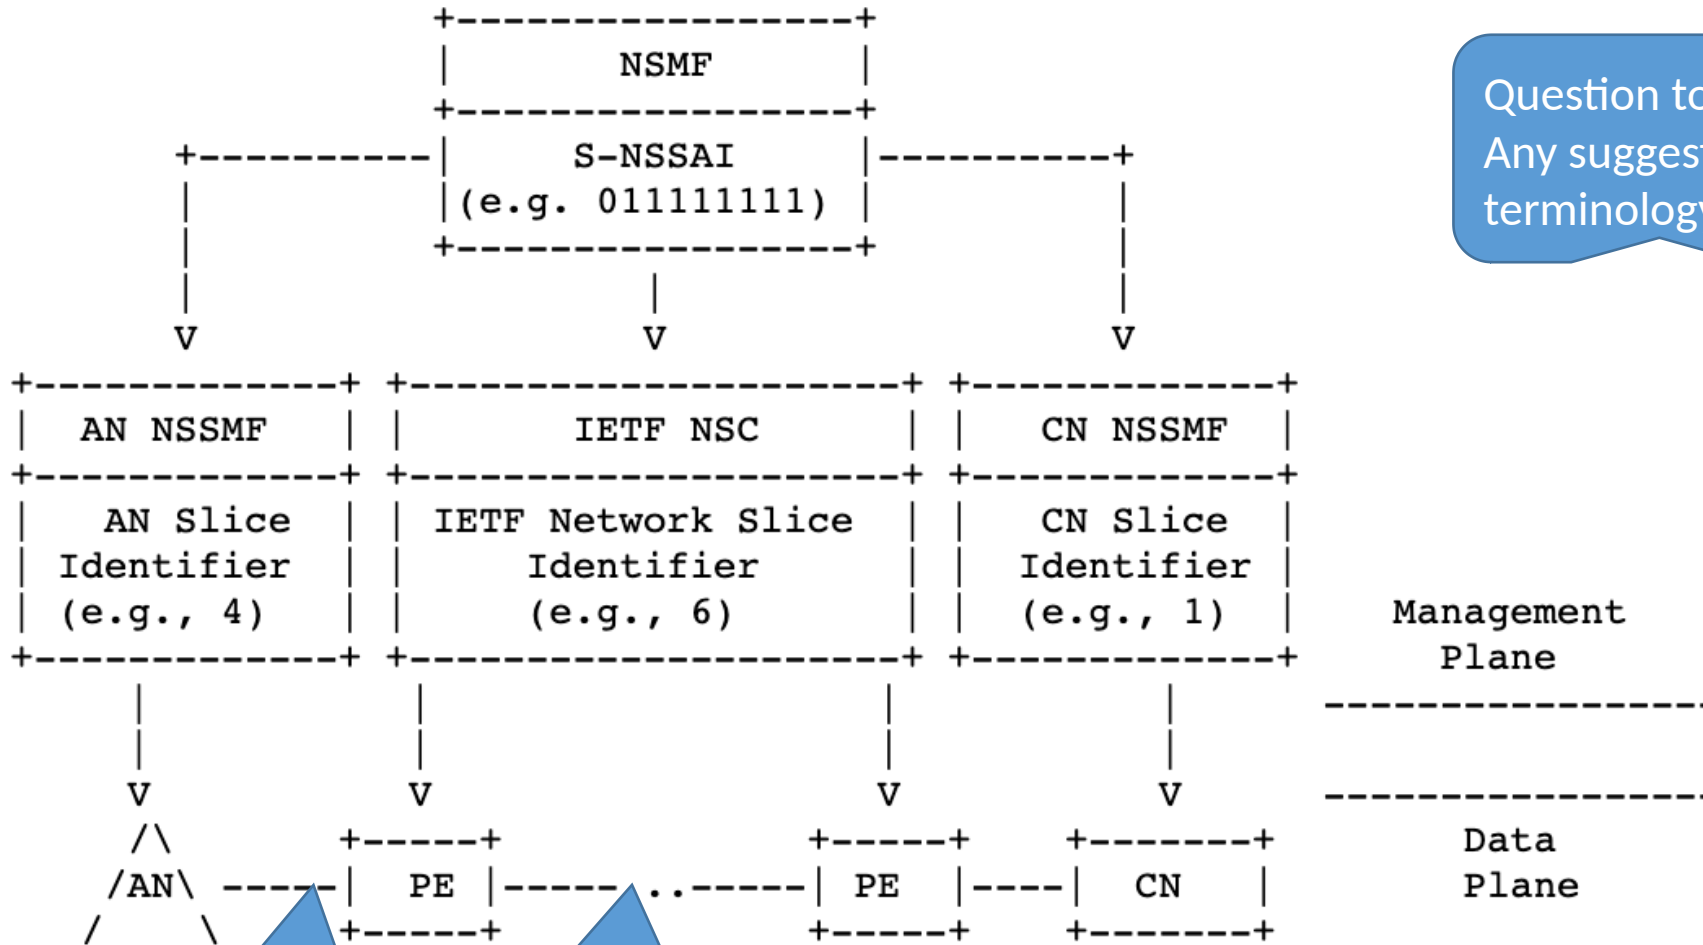 NSMF
S-NSSAI
(e.g. 011111111)
Question to
Any suggest
terminology
AN NSSMF
IETF NSC
CN NSSMF
AN Slice
Identifier
(e.g., 4)
IETF Network Slice
Identifier
(e.g., 6)
CN Slice
Identifier
(e.g., 1)
Management
Plane
AN
PE
..
PE
CN
Data
Plane